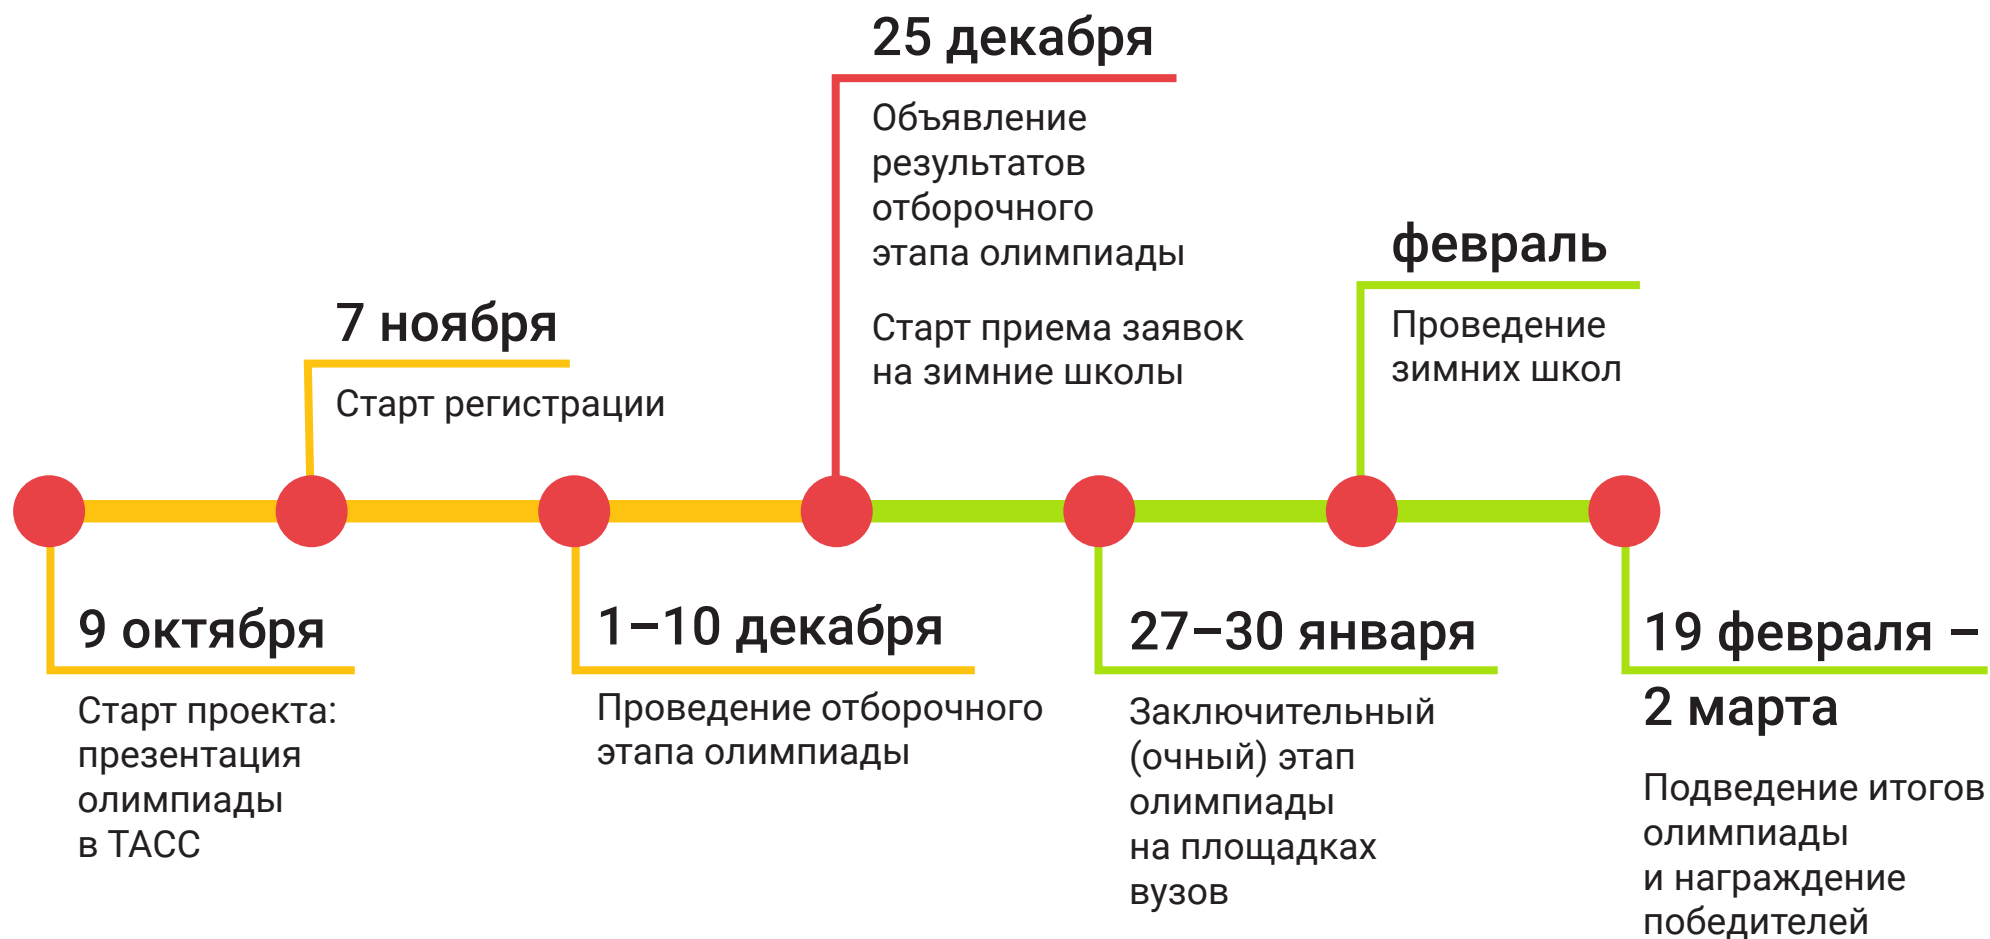 9 октября
Старт проекта:
презентация
олимпиады
в ТАСС
7 ноября
Старт регистрации
1–10 декабря
Проведение отборочного
этапа олимпиады
25 декабря
Объявление
результатов
отборочного
этапа олимпиады
Старт приема заявок
на зимние школы
27–30 января
Заключительный
(очный) этап
олимпиады
на площадках
вузов
февраль
Проведение
зимних школ
19 февраля –
2 марта
Подведение итогов
олимпиады
и награждение
победителей